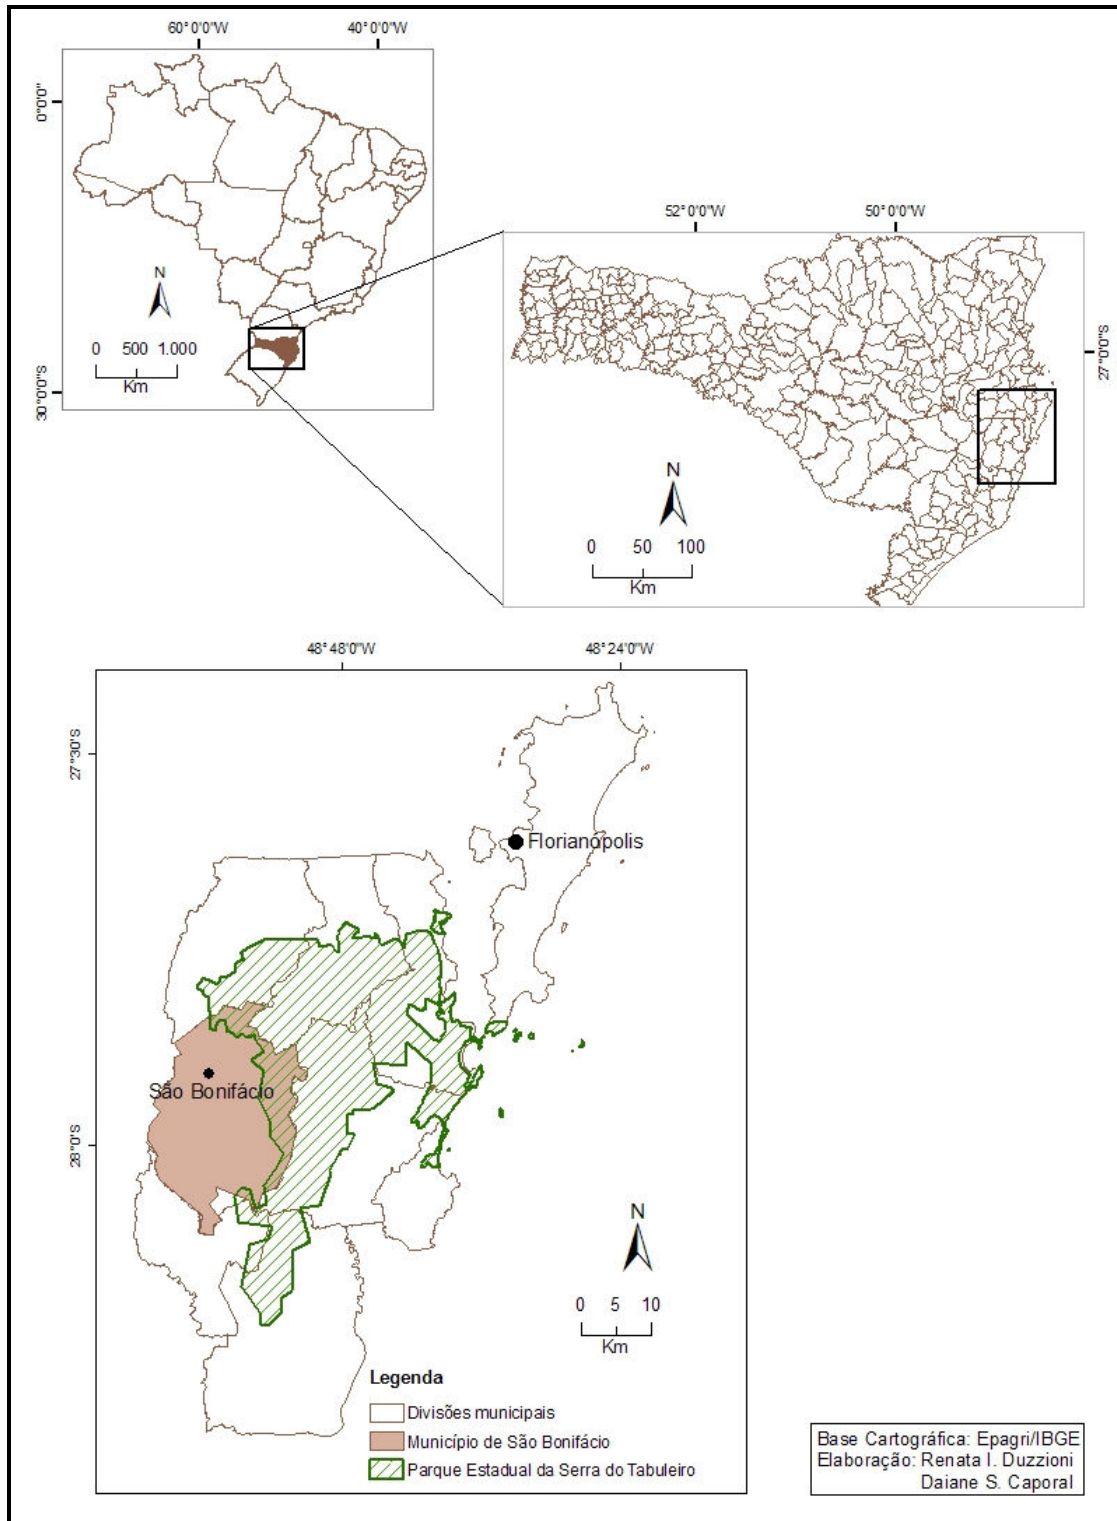 60°0'0"W 40°0'0"W
0°0'0"
N
0 500 1.000
Km
30°0'0"S
52°0'0"W 50°0'0"W
27°0'0"S
N
0 50 100
Km
48°48'0"W 48°24'0"W
27°30'S
Florianópolis
São Bonifácio
28°0'S
N
0 5 10
Km
Legenda
Divisões municipais
Município de São Bonifácio
Parque Estadual da Serra do Tabuleiro
Base Cartográfica: Epagri/IBGE
Elaboração: Renata I. Duzzioni
Daiane S. Caporal